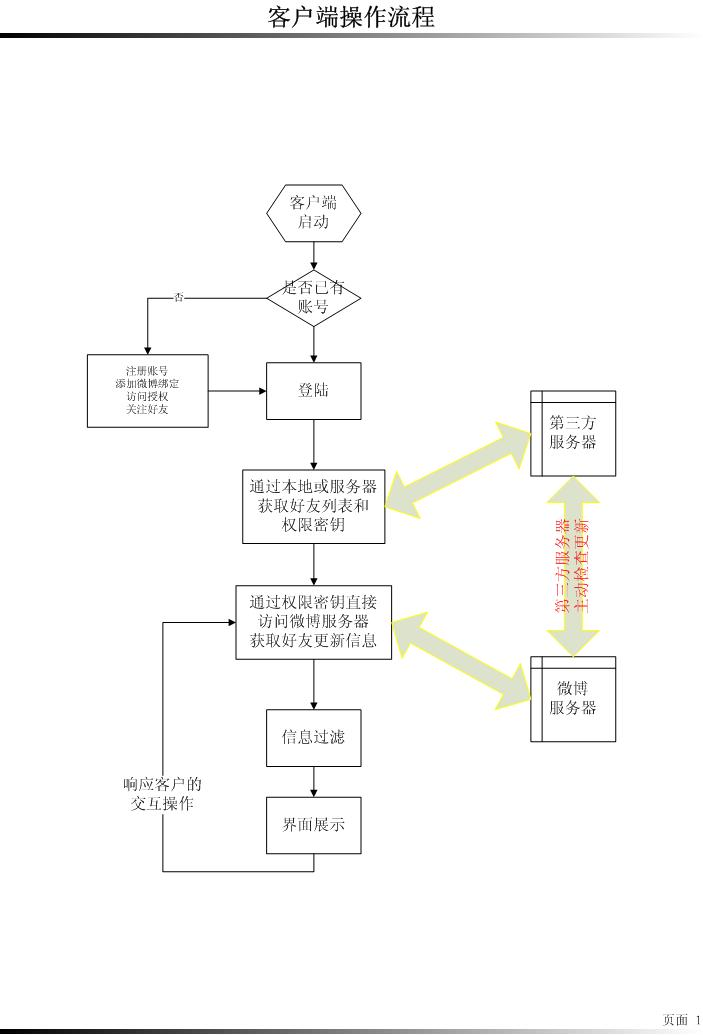 客户端操作流程
客户端
启动
是否已有
账号
否
注册账号
添加微博绑定
访问授权
关注好友
登陆
第三方
服务器
通过本地或服务器
获取好友列表和
权限密钥
第三方服务器
主动检查更新
通过权限密钥直接
访问微博服务器
获取好友更新信息
微博
服务器
信息过滤
响应客户的
交互操作
界面展示
页面 1